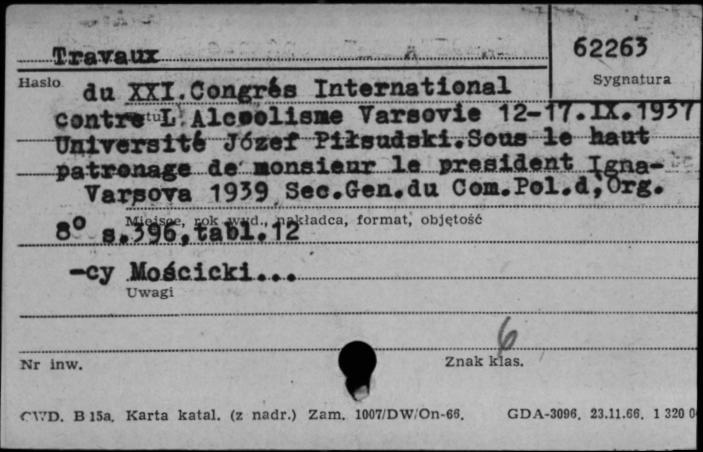 Travaux
62263
Hasło
Sygnatura
du XXI.Congrés International
contre L'Alcoolisme Varsovie 12-17.IX.1937
Université Józef Piłsudski.Sous le haut
patronage de monsieur le president Igna-
Varsova 1939 Sec.Gen.du Com.Pol.d,Org.
Miejsce, rok wyd., nakładca, format, objętość
8° s.396,tabl.12
-cy Mościcki...
Uwagi
6
Nr inw.
Znak klas.
CWD. B 15a. Karta katal. (z nadr.) Zam. 1007/DW/On-66. GDA-3096. 23.11.66. 1 320 0